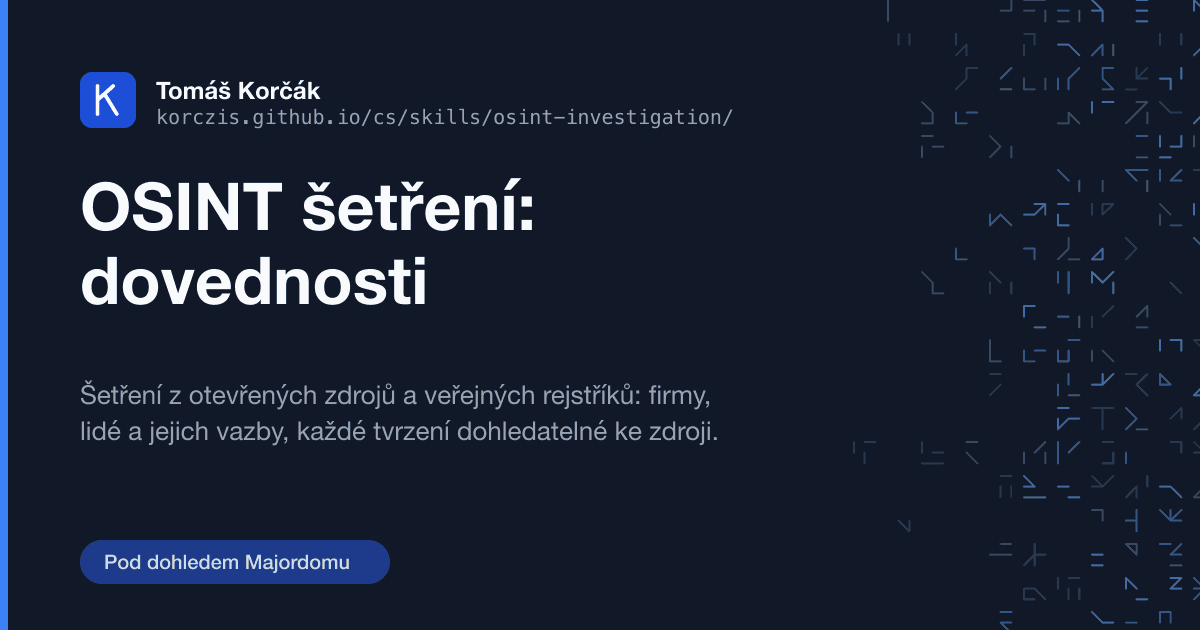 K
Tomáš Korčák
korczis.github.io/cs/skills/osint-investigation/
OSINT šetření:
dovednosti
Šetření z otevřených zdrojů a veřejných rejstříků: firmy,
lidé a jejich vazby, každé tvrzení dohledatelné ke zdroji.
Pod dohledem Majordomu